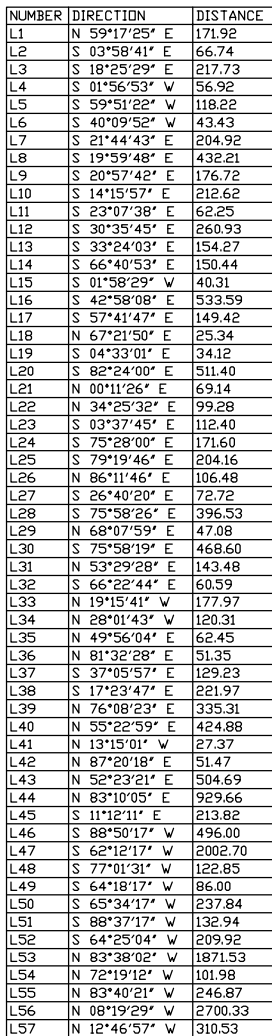 NUMBER DIRECTION DISTANCE
L1 N 59°17'25" E 171.92
L2 S 03°58'41" E 66.74
L3 S 18°25'29" E 217.73
L4 S 01°56'53" W 56.92
L5 S 59°51'22" W 118.22
L6 S 40°09'52" W 43.43
L7 S 21°44'43" E 204.92
L8 S 19°59'48" E 432.21
L9 S 20°57'42" E 176.72
L10 S 14°15'57" E 212.62
L11 S 23°07'38" E 62.25
L12 S 30°35'45" E 260.93
L13 S 33°24'03" E 154.27
L14 S 66°40'53" E 150.44
L15 S 01°58'29" W 40.31
L16 S 42°58'08" E 533.59
L17 S 57°41'47" E 149.42
L18 N 67°21'50" E 25.34
L19 S 04°33'01" E 34.12
L20 S 82°24'00" E 511.40
L21 N 00°11'26" E 69.14
L22 N 34°25'32" E 99.28
L23 S 03°37'45" E 112.40
L24 S 75°28'00" E 171.60
L25 S 79°19'46" E 204.16
L26 N 86°11'46" E 106.48
L27 S 26°40'20" E 72.72
L28 S 75°58'26" E 396.53
L29 N 68°07'59" E 47.08
L30 S 75°58'19" E 468.60
L31 N 53°29'28" E 143.48
L32 S 66°22'44" E 60.59
L33 N 19°15'41" W 177.97
L34 N 28°01'43" W 120.31
L35 N 49°56'04" E 62.45
L36 N 81°32'28" E 51.35
L37 S 37°05'57" E 129.23
L38 S 17°23'47" E 221.97
L39 N 76°08'23" E 335.31
L40 N 55°22'59" E 424.88
L41 N 13°15'01" W 27.37
L42 N 87°20'18" E 51.47
L43 N 52°23'21" E 504.69
L44 N 83°10'05" E 929.66
L45 S 11°12'11" E 213.82
L46 S 88°50'17" W 496.00
L47 S 62°12'17" W 2002.70
L48 S 77°01'31" W 122.85
L49 S 64°18'17" W 86.00
L50 S 65°34'17" W 237.84
L51 S 88°37'17" W 132.94
L52 S 64°25'04" W 209.92
L53 N 83°38'02" W 1871.53
L54 N 72°19'12" W 101.98
L55 N 83°40'21" W 246.87
L56 N 08°19'29" W 2700.33
L57 N 12°46'57" W 310.53